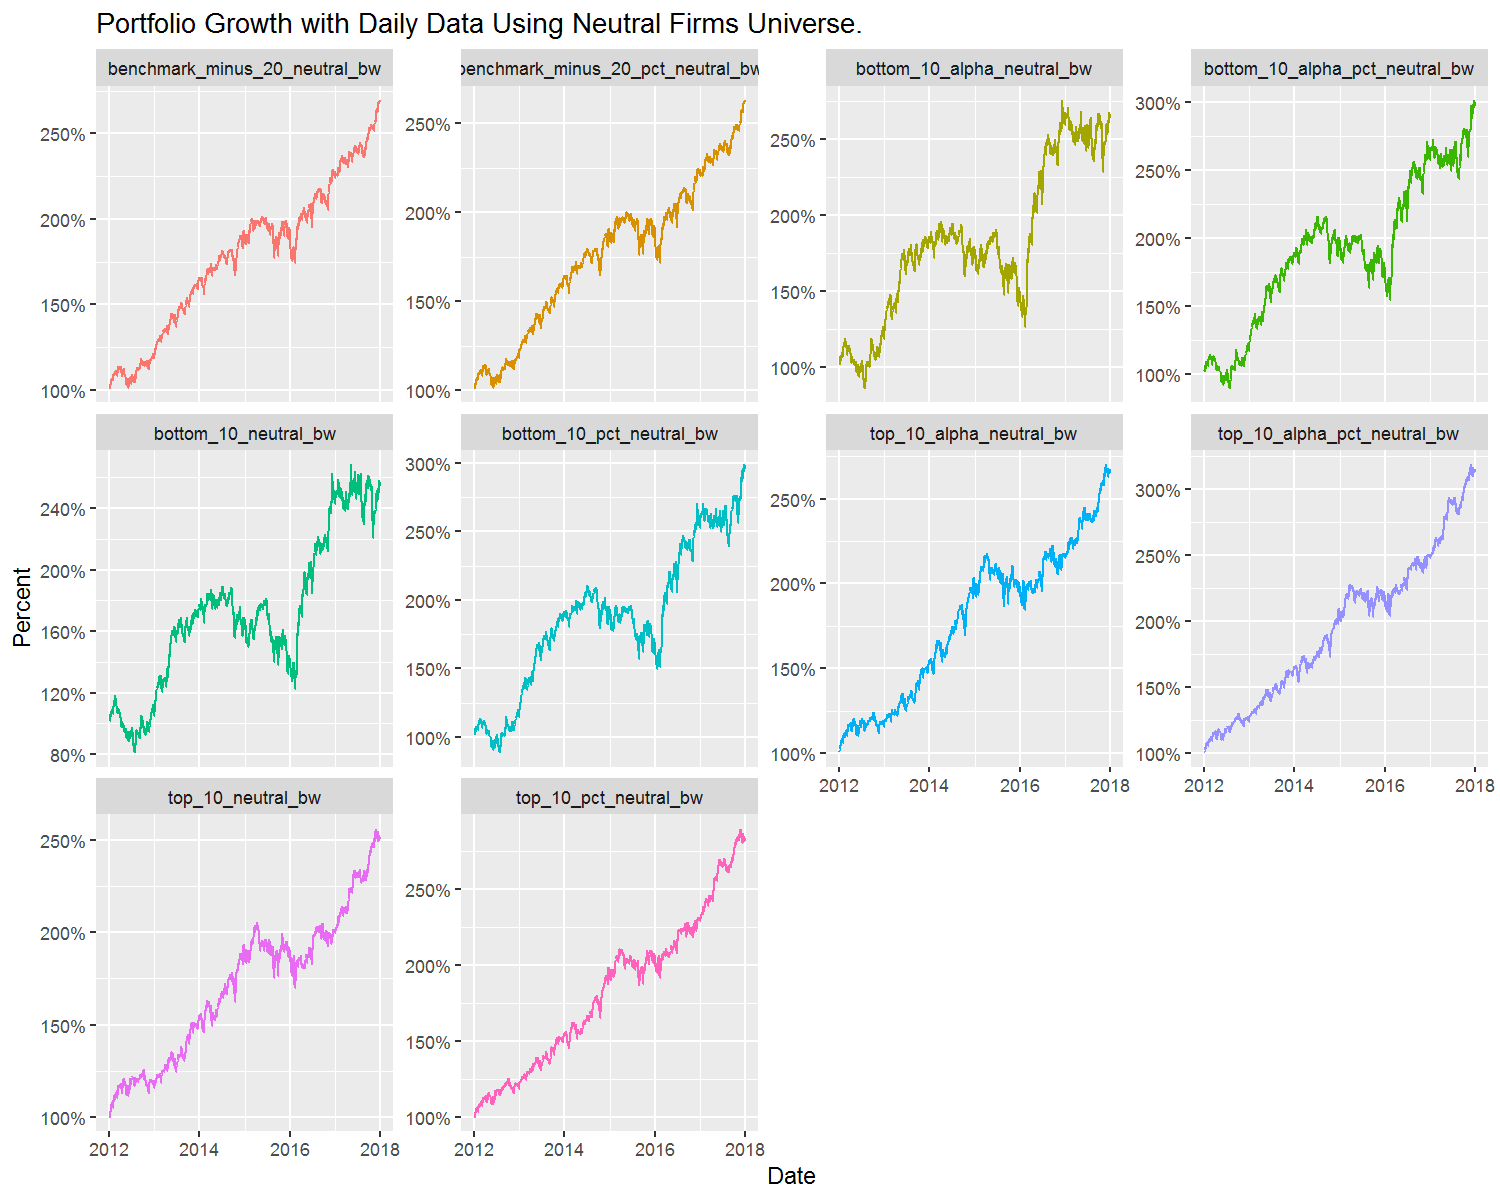 Portfolio Growth with Daily Data Using Neutral Firms Universe.
benchmark_minus_20_neutral_bw
benchmark_minus_20_pct_neutral_bw
bottom_10_alpha_neutral_bw
bottom_10_alpha_pct_neutral_bw
250%
200%
150%
100%
250%
200%
150%
100%
250%
200%
150%
100%
300%
250%
200%
150%
100%
bottom_10_neutral_bw
bottom_10_pct_neutral_bw
top_10_alpha_neutral_bw
top_10_alpha_pct_neutral_bw
240%
200%
160%
120%
80%
300%
250%
200%
150%
100%
250%
200%
150%
100%
300%
250%
200%
150%
100%
2012 2014 2016 2018
2012 2014 2016 2018
top_10_neutral_bw
top_10_pct_neutral_bw
250%
200%
150%
100%
250%
200%
150%
100%
2012 2014 2016 2018
2012 2014 2016 2018
Percent
Date